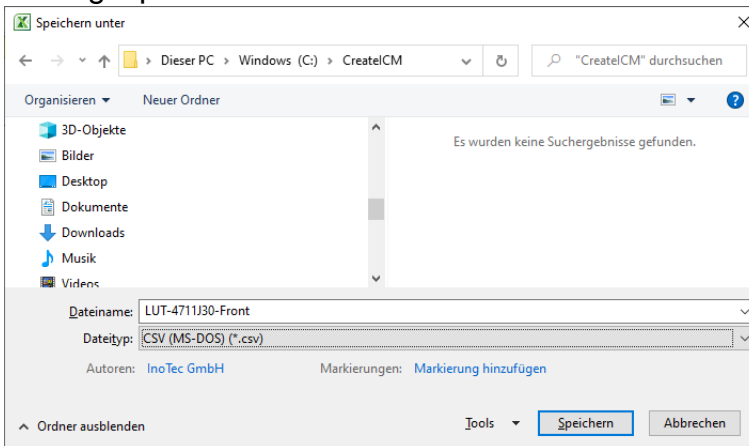 Speichern unter
Dieser PC > Windows (C:) > CreateICM
"CreateICM" durchsuchen
Organisieren
Neuer Ordner
3D-Objekte
Es wurden keine Suchergebnisse gefunden.
Bilder
Desktop
Dokumente
Downloads
Musik
Videos
Dateiname: LUT-4711J30-Front
Dateityp: CSV (MS-DOS) (*.csv)
Autoren: InoTec GmbH Markierungen: Markierung hinzufügen
Ordner ausblenden
Tools
Speichern
Abbrechen